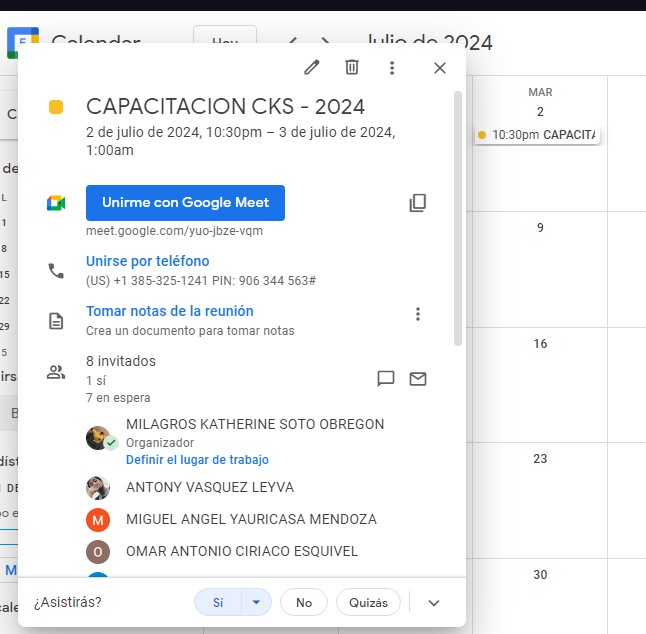 Calendar
Hoy
Julio de 2024
CAPACITACION CKS - 2024
2 de julio de 2024, 10:30pm – 3 de julio de 2024,
1:00am
Unirme con Google Meet
meet.google.com/yuo-jbze-vqm
Unirse por teléfono
(US) +1 385-325-1241 PIN: 906 344 563#
Tomar notas de la reunión
Crea un documento para tomar notas
8 invitados
1 sí
7 en espera
MILAGROS KATHERINE SOTO OBREGON
Organizador
Definir el lugar de trabajo
ANTONY VASQUEZ LEYVA
M
MIGUEL ANGEL YAURICASA MENDOZA
O
OMAR ANTONIO CIRIACO ESQUIVEL
¿Asistirás?
Sí
No
Quizás
MAR
2
10:30pm CAPACITA
9
16
23
30
C
de
L
1
8
15
22
29
5
B
M